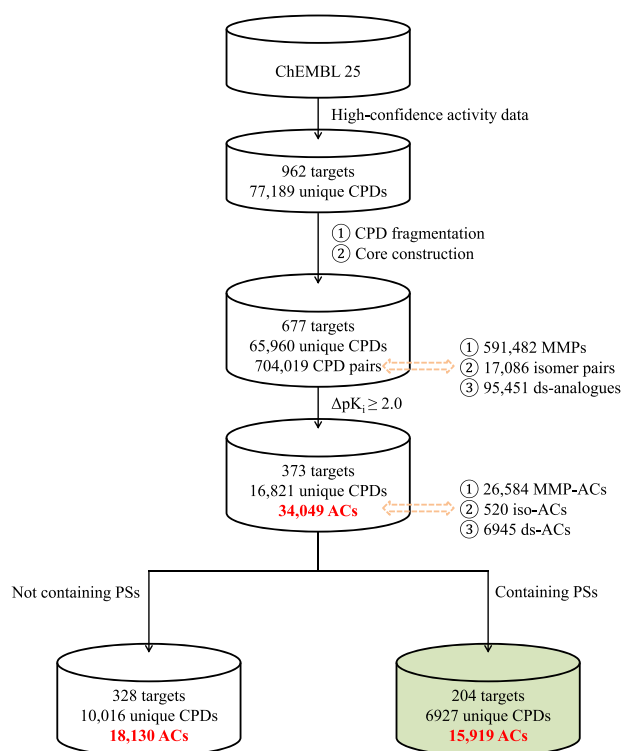 ChEMBL 25
High-confidence activity data
962 targets
77,189 unique CPDs
① CPD fragmentation
② Core construction
677 targets
65,960 unique CPDs
704,019 CPD pairs
① 591,482 MMPs
② 17,086 isomer pairs
③ 95,451 ds-analogues
ΔpKᵢ ≥ 2.0
373 targets
16,821 unique CPDs
34,049 ACs
① 26,584 MMP-ACs
② 520 iso-ACs
③ 6945 ds-ACs
Not containing PSs
Containing PSs
328 targets
10,016 unique CPDs
18,130 ACs
204 targets
6927 unique CPDs
15,919 ACs